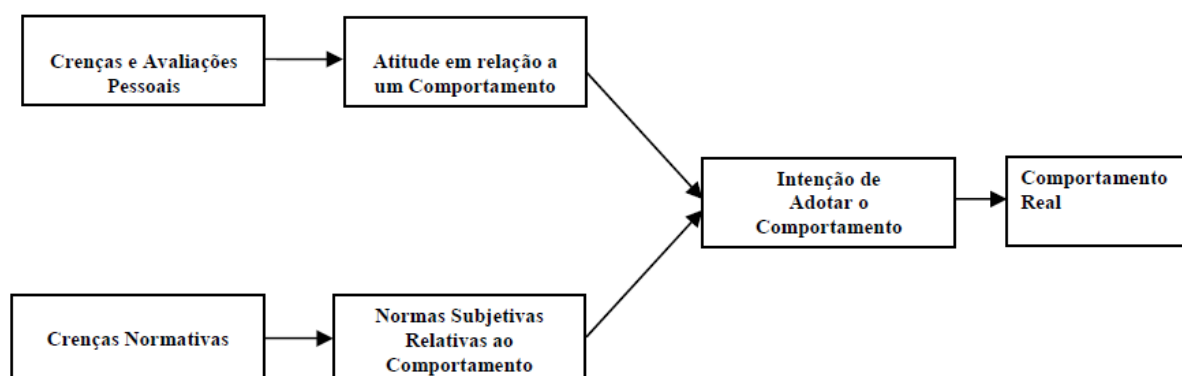 Crenças e Avaliações
Pessoais
Atitude em relação a
um Comportamento
Intenção de
Adotar o
Comportamento
Comportamento
Real
Crenças Normativas
Normas Subjetivas
Relativas ao
Comportamento